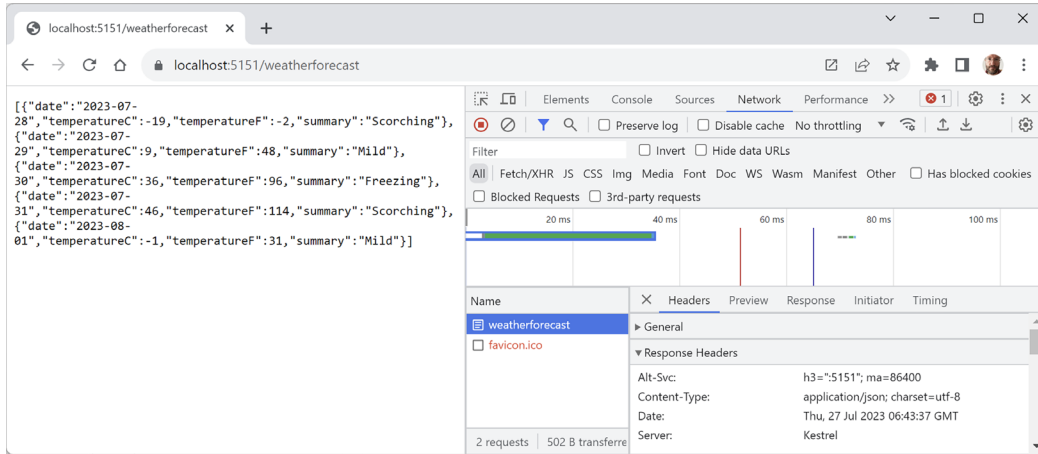 localhost:5151/weatherforecast
localhost:5151/weatherforecast
[{"date":"2023-07-
28","temperatureC":-19,"temperatureF":-2,"summary":"Scorching"},
{"date":"2023-07-
29","temperatureC":9,"temperatureF":48,"summary":"Mild"},
{"date":"2023-07-
30","temperatureC":36,"temperatureF":96,"summary":"Freezing"},
{"date":"2023-07-
31","temperatureC":46,"temperatureF":114,"summary":"Scorching"},
{"date":"2023-08-
01","temperatureC":-1,"temperatureF":31,"summary":"Mild"}]
Elements Console Sources Network Performance 1
Preserve log Disable cache No throttling
Filter Invert Hide data URLs
All Fetch/XHR JS CSS Img Media Font Doc WS Wasm Manifest Other Has blocked cookies
Blocked Requests 3rd-party requests
20 ms 40 ms 60 ms 80 ms 100 ms
Name
weatherforecast
favicon.ico
2 requests 502 B transferre
Headers Preview Response Initiator Timing
General
Response Headers
Alt-Svc: h3=":5151"; ma=86400
Content-Type: application/json; charset=utf-8
Date: Thu, 27 Jul 2023 06:43:37 GMT
Server: Kestrel